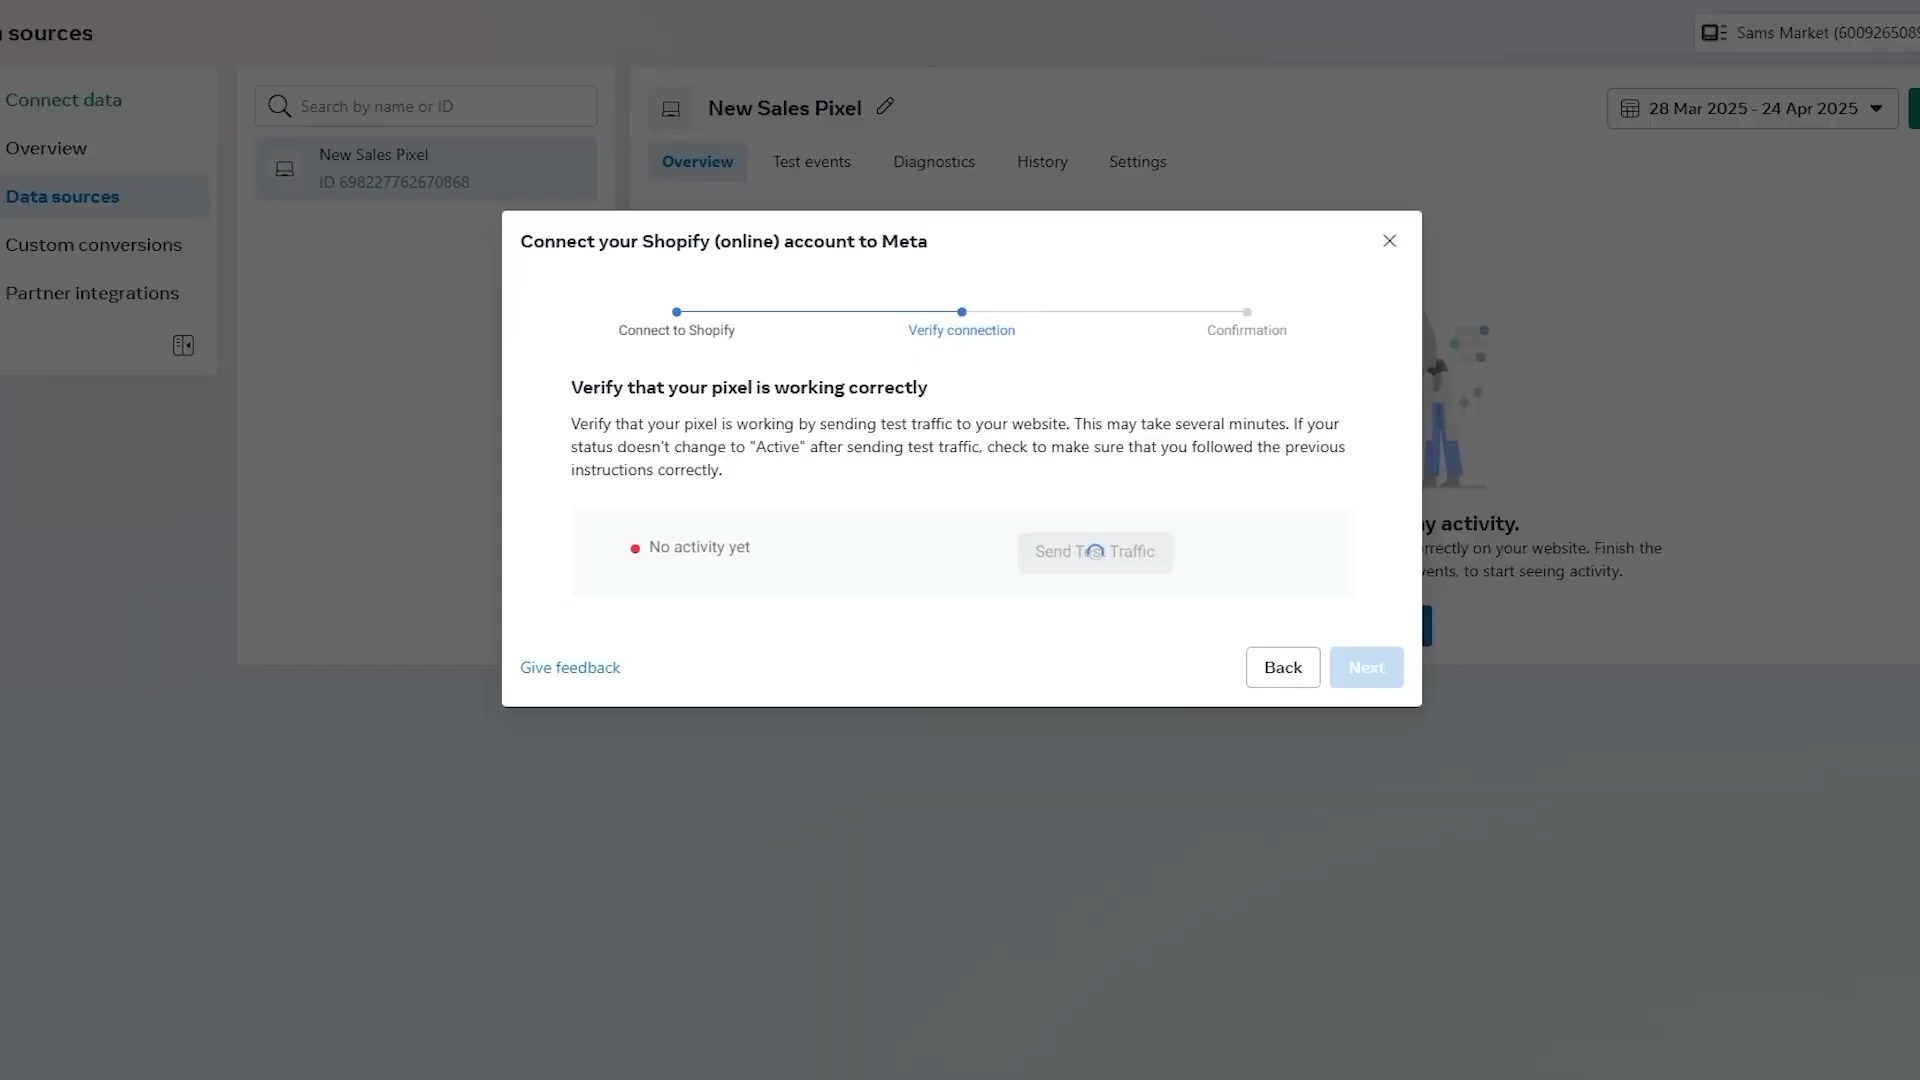 sources
Sams Market (600926508
Connect data
Overview
Data sources
Custom conversions
Partner integrations
Search by name or ID
New Sales Pixel
ID 698227762670868
New Sales Pixel
28 Mar 2025 - 24 Apr 2025
Overview
Test events
Diagnostics
History
Settings
Connect your Shopify (online) account to Meta
Connect to Shopify
Verify connection
Confirmation
Verify that your pixel is working correctly
Verify that your pixel is working by sending test traffic to your website. This may take several minutes. If your
status doesn't change to "Active" after sending test traffic, check to make sure that you followed the previous
instructions correctly.
No activity yet
Send Test Traffic
Give feedback
Back
Next
y activity.
rrectly on your website. Finish the
ents, to start seeing activity.